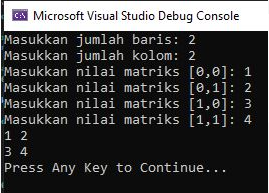 Microsoft Visual Studio Debug Console
Masukkan jumlah baris: 2
Masukkan jumlah kolom: 2
Masukkan nilai matriks [0,0]: 1
Masukkan nilai matriks [0,1]: 2
Masukkan nilai matriks [1,0]: 3
Masukkan nilai matriks [1,1]: 4
1 2
3 4
Press Any Key to Continue...